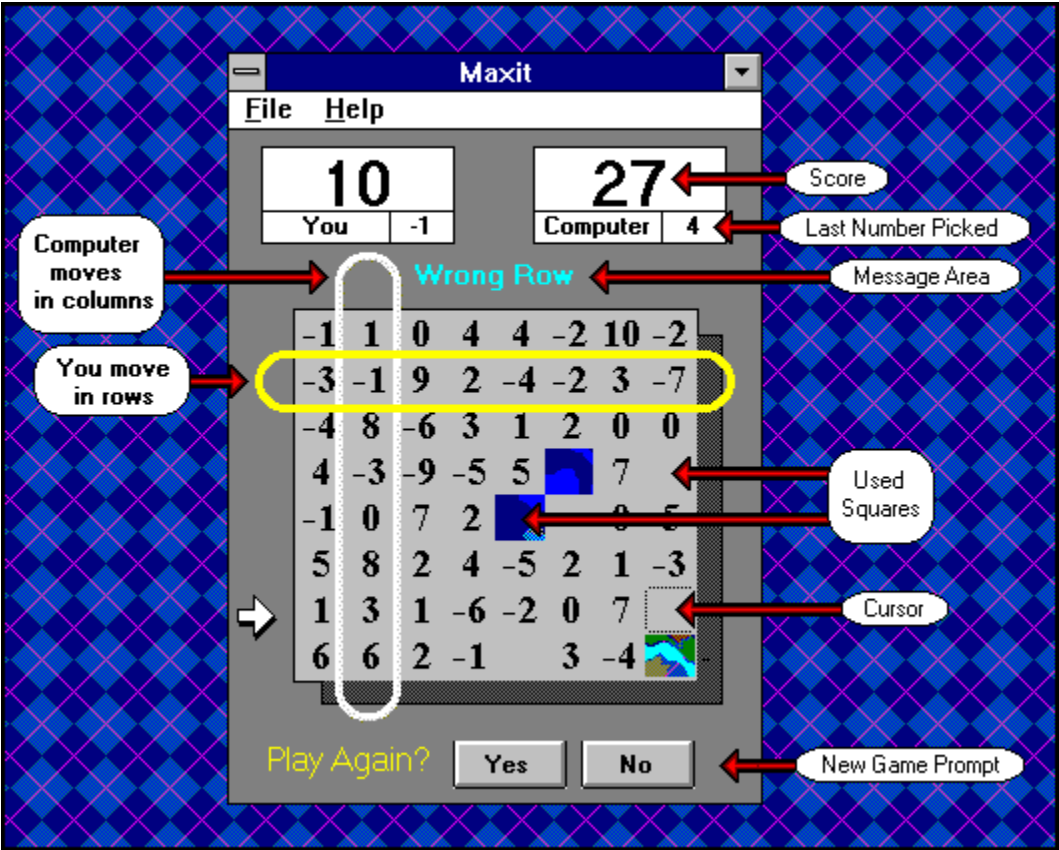 Maxit
File Help
10 27
You -1 Computer 4
Score
Last Number Picked
Computer
moves
in columns
Wrong Row
Message Area
You move
in rows
-1 1 0 4 4 -2 10 -2
-3 -1 9 2 -4 -2 3 -7
-4 8 -6 3 1 2 0 0
4 -3 -9 -5 5 7
-1 0 7 2 0 5
5 8 2 4 -5 2 1 -3
1 3 1 -6 -2 0 7
6 6 2 -1 3 -4
Used
Squares
Cursor
Play Again? Yes No
New Game Prompt